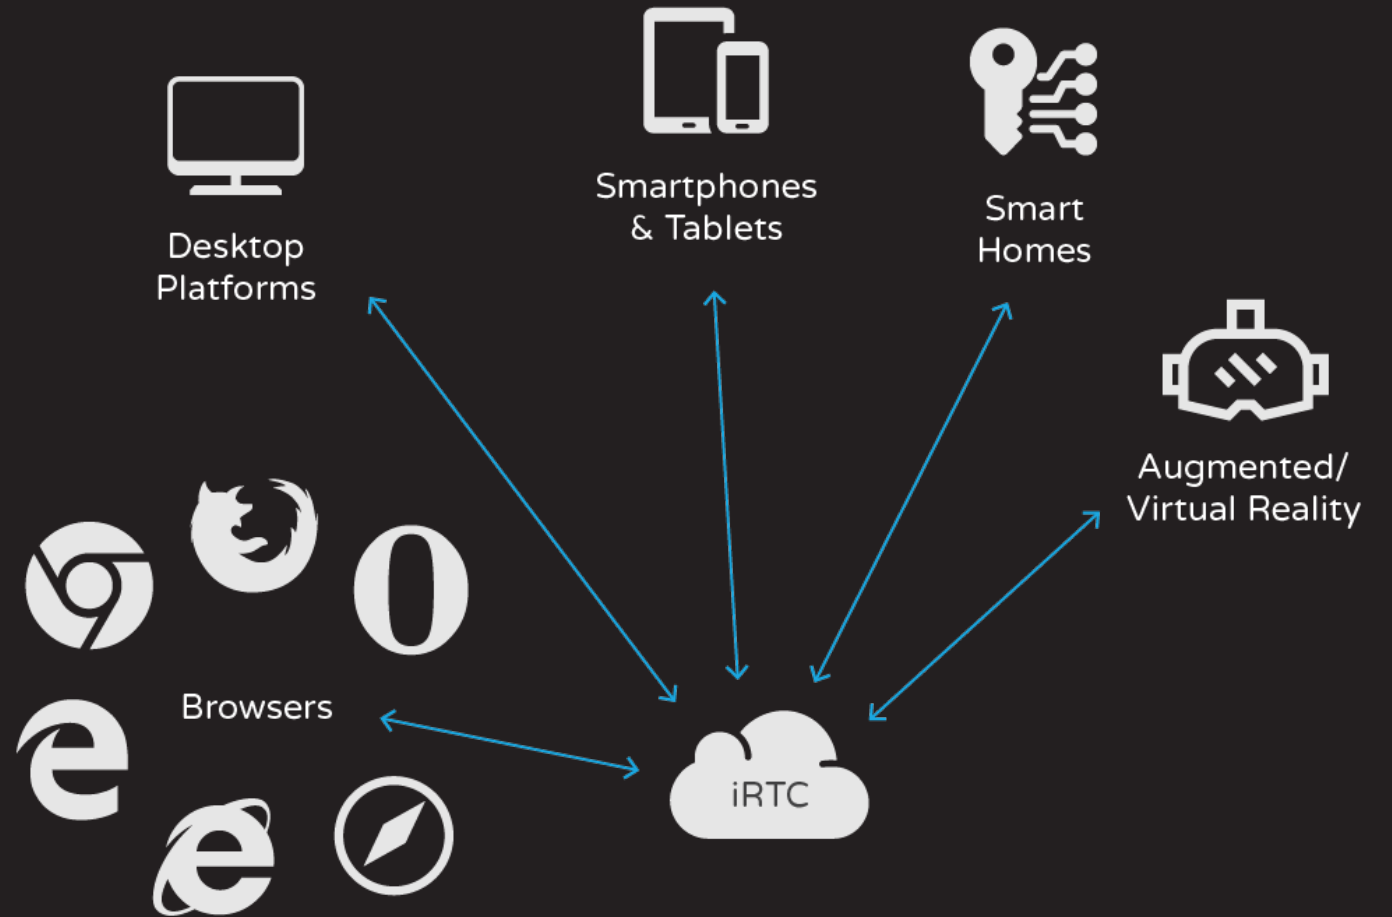 Desktop
Platforms
Smartphones
& Tablets
Smart
Homes
Augmented/
Virtual Reality
Browsers
iRTC